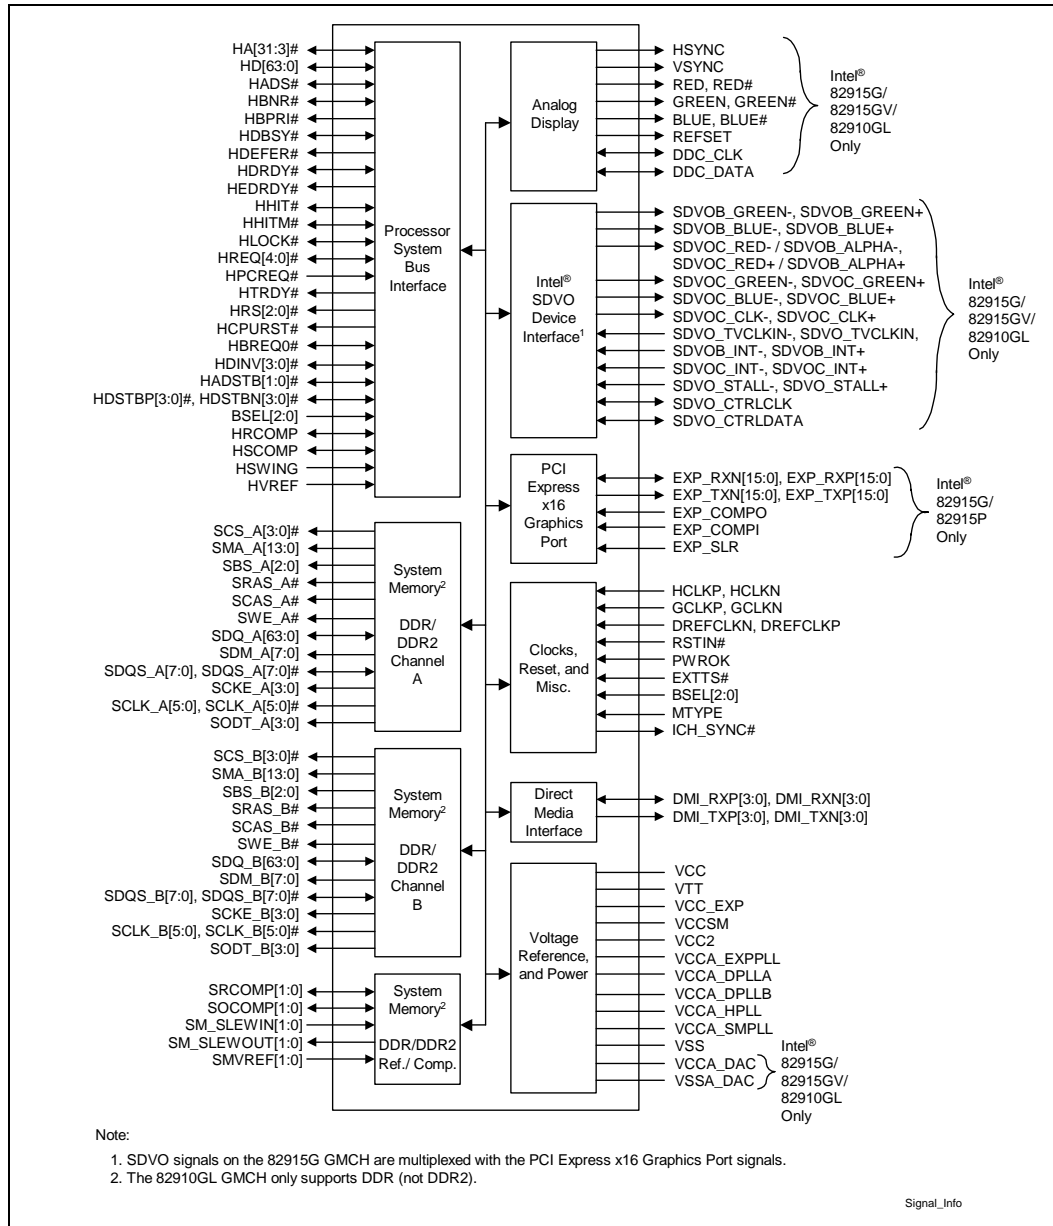 HA[31:3]#
HD[63:0]
HADS#
HBNR#
HBPRI#
HDBSY#
HDEFER#
HDRDY#
HEDRDY#
HHIT#
HHITM#
HLOCK#
HREQ[4:0]#
HPCREQ#
HTRDY#
HRS[2:0]#
HCPURST#
HBREQ0#
HDINV[3:0]#
HADSTB[1:0]#
HDSTBP[3:0]#, HDSTBN[3:0]#
BSEL[2:0]
HRCOMP
HSCOMP
HSWING
HVREF
Processor
System
Bus
Interface
SCS_A[3:0]#
SMA_A[13:0]
SBS_A[2:0]
SRAS_A#
SCAS_A#
SWE_A#
SDQ_A[63:0]
SDM_A[7:0]
SDQS_A[7:0], SDQS_A[7:0]#
SCKE_A[3:0]
SCLK_A[5:0], SCLK_A[5:0]#
SODT_A[3:0]
System
Memory2
DDR/
DDR2
Channel
A
SCS_B[3:0]#
SMA_B[13:0]
SBS_B[2:0]
SRAS_B#
SCAS_B#
SWE_B#
SDQ_B[63:0]
SDM_B[7:0]
SDQS_B[7:0], SDQS_B[7:0]#
SCKE_B[3:0]
SCLK_B[5:0], SCLK_B[5:0]#
SODT_B[3:0]
System
Memory2
DDR/
DDR2
Channel
B
SRCOMP[1:0]
SOCOMP[1:0]
SM_SLEWIN[1:0]
SM_SLEWOUT[1:0]
SMVREF[1:0]
System
Memory2
DDR/DDR2
Ref./ Comp.
Analog
Display
HSYNC
VSYNC
RED, RED#
GREEN, GREEN#
BLUE, BLUE#
REFSET
DDC_CLK
DDC_DATA
Intel®
82915G/
82915GV/
82910GL
Only
Intel®
SDVO
Device
Interface1
SDVOB_GREEN-, SDVOB_GREEN+
SDVOB_BLUE-, SDVOB_BLUE+
SDVOC_RED- / SDVOB_ALPHA-,
SDVOC_RED+ / SDVOB_ALPHA+
SDVOC_GREEN-, SDVOC_GREEN+
SDVOC_BLUE-, SDVOC_BLUE+
SDVOC_CLK-, SDVOC_CLK+
SDVO_TVCLKIN-, SDVO_TVCLKIN,
SDVOB_INT-, SDVOB_INT+
SDVOC_INT-, SDVOC_INT+
SDVO_STALL-, SDVO_STALL+
SDVO_CTRLCLK
SDVO_CTRLDATA
Intel®
82915G/
82915GV/
82910GL
Only
PCI
Express
x16
Graphics
Port
EXP_RXN[15:0], EXP_RXP[15:0]
EXP_TXN[15:0], EXP_TXP[15:0]
EXP_COMPO
EXP_COMPI
EXP_SLR
Intel®
82915G/
82915P
Only
Clocks,
Reset, and
Misc.
HCLKP, HCLKN
GCLKP, GCLKN
DREFCLKN, DREFCLKP
RSTIN#
PWROK
EXTTS#
BSEL[2:0]
MTYPE
ICH_SYNC#
Direct
Media
Interface
DMI_RXP[3:0], DMI_RXN[3:0]
DMI_TXP[3:0], DMI_TXN[3:0]
Voltage
Reference,
and Power
VCC
VTT
VCC_EXP
VCCSM
VCC2
VCCA_EXPPLL
VCCA_DPLLA
VCCA_DPLLB
VCCA_HPLL
VCCA_SMPLL
VSS
VCCA_DAC
VSSA_DAC
Intel®
82915G/
82915GV/
82910GL
Only
Note:
1. SDVO signals on the 82915G GMCH are multiplexed with the PCI Express x16 Graphics Port signals.
2. The 82910GL GMCH only supports DDR (not DDR2).
Signal_Info